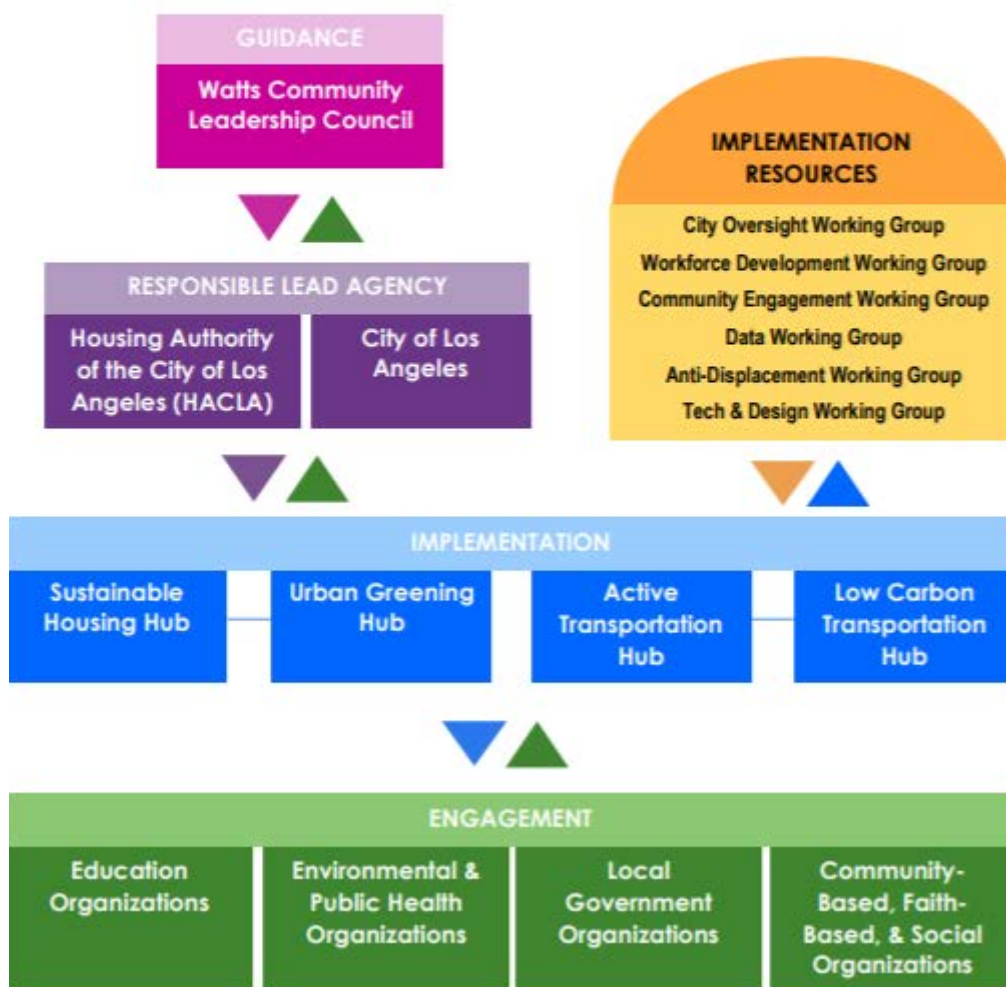 GUIDANCE
Watts Community
Leadership Council
IMPLEMENTATION
RESOURCES
City Oversight Working Group
Workforce Development Working Group
Community Engagement Working Group
Data Working Group
Anti-Displacement Working Group
Tech & Design Working Group
RESPONSIBLE LEAD AGENCY
Housing Authority
of the City of Los
Angeles (HACLA)
City of Los
Angeles
IMPLEMENTATION
Sustainable
Housing Hub
Urban Greening
Hub
Active
Transportation
Hub
Low Carbon
Transportation
Hub
ENGAGEMENT
Education
Organizations
Environmental &
Public Health
Organizations
Local
Government
Organizations
Community-
Based, Faith-
Based, & Social
Organizations